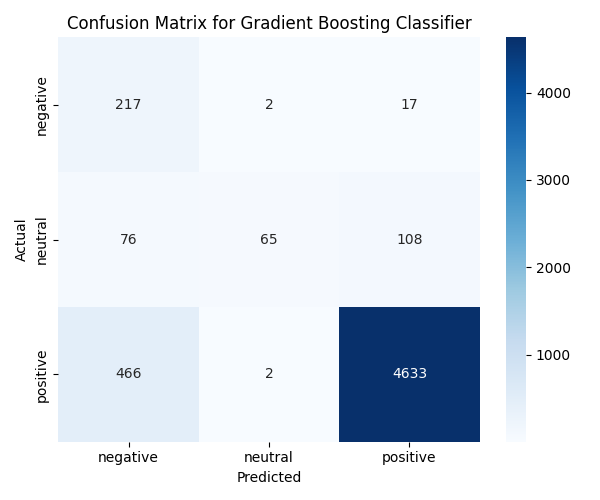 Confusion Matrix for Gradient Boosting Classifier
negative
217
2
17
neutral
76
65
108
positive
466
2
4633
negative
neutral
positive
Predicted
Actual
4000
3000
2000
1000